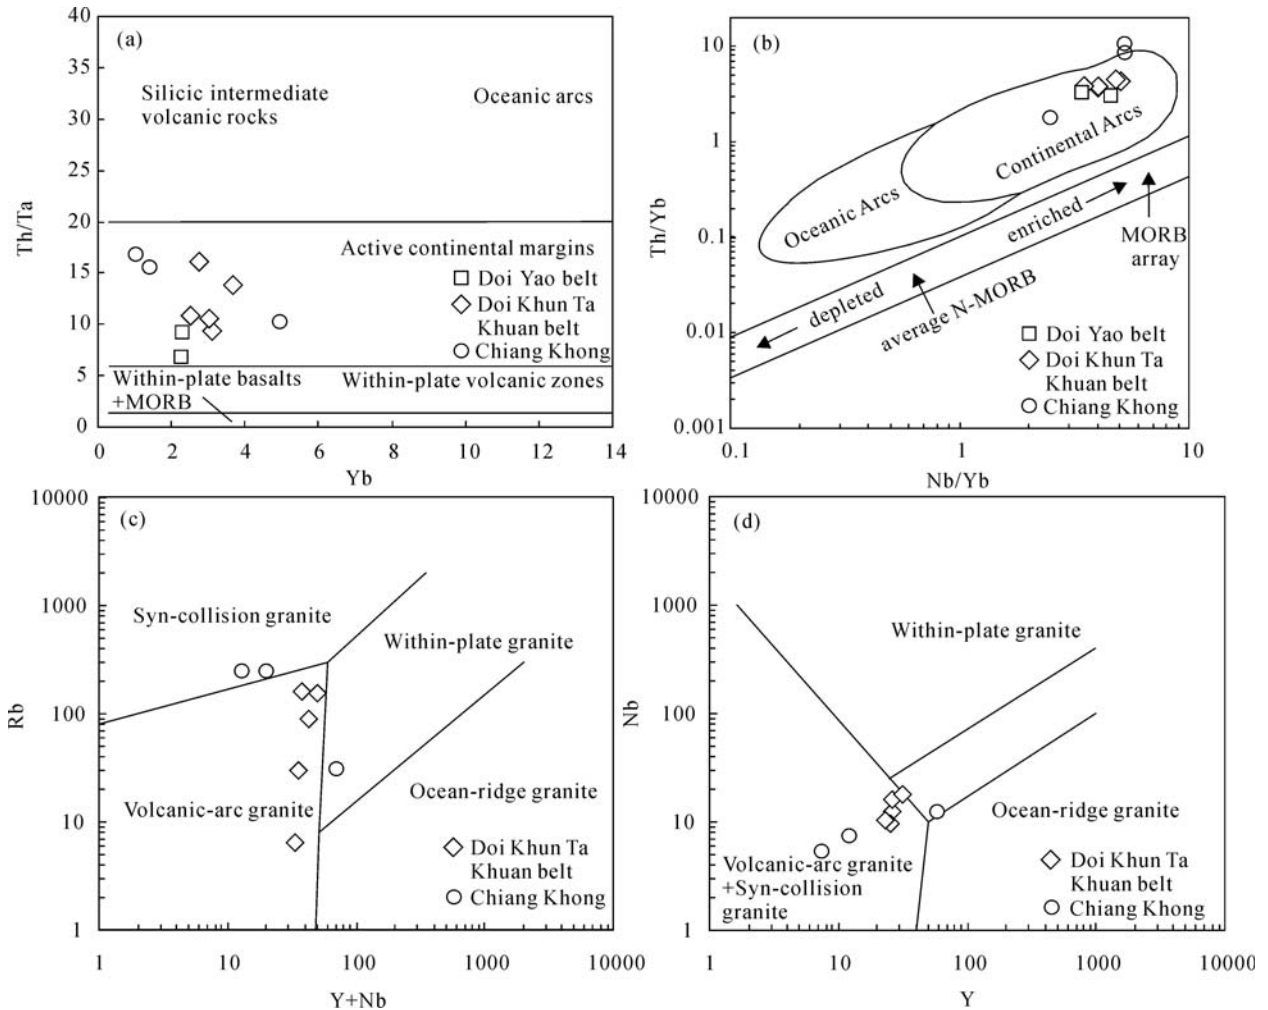 (a)
40
35
30
25
20
15
10
5
0
Th/Ta
Silicic intermediate
volcanic rocks
Oceanic arcs
Active continental margins
Doi Yao belt
Doi Khun Ta
Khuan belt
Chiang Khong
Within-plate basalts
+MORB
Within-plate volcanic zones
0 2 4 6 8 10 12 14
Yb
(b)
10
1
0.1
0.01
0.001
Th/Yb
Continental Arcs
Oceanic Arcs
enriched
MORB
array
depleted
average N-MORB
Doi Yao belt
Doi Khun Ta
Khuan belt
Chiang Khong
0.1 1 10
Nb/Yb
(c)
10000
1000
100
10
1
Rb
Syn-collision granite
Within-plate granite
Volcanic-arc granite
Ocean-ridge granite
Doi Khun Ta
Khuan belt
Chiang Khong
1 10 100 1000 10000
Y+Nb
(d)
10000
1000
100
10
1
Nb
Within-plate granite
Ocean-ridge granite
Volcanic-arc granite
+Syn-collision
granite
Doi Khun Ta
Khuan belt
Chiang Khong
1 10 100 1000 10000
Y